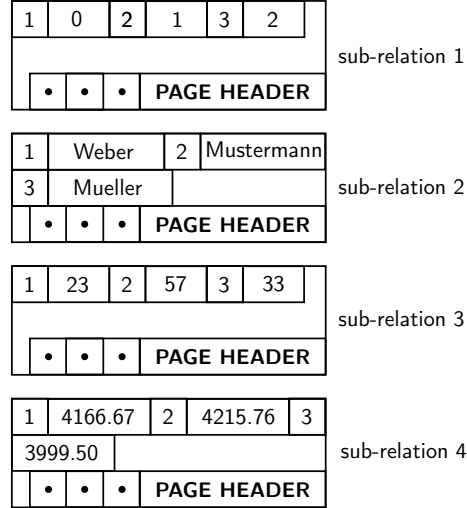 1 0 2 1 3 2
sub-relation 1
• • • PAGE HEADER
1 Weber 2 Mustermann
3 Mueller
sub-relation 2
• • • PAGE HEADER
1 23 2 57 3 33
sub-relation 3
• • • PAGE HEADER
1 4166.67 2 4215.76 3
3999.50
sub-relation 4
• • • PAGE HEADER